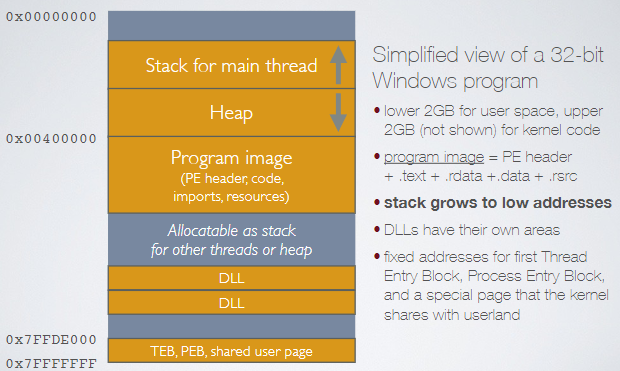 0x00000000
Stack for main thread
Heap
0x00400000
Program image
(PE header, code,
imports, resources)
Allocatable as stack
for other threads or heap
DLL
DLL
0x7FFDE000
TEB, PEB, shared user page
0x7FFFFFFF
Simplified view of a 32-bit
Windows program
• lower 2GB for user space, upper
2GB (not shown) for kernel code
• program image = PE header
+ .text + .rdata +.data + .rsrc
• stack grows to low addresses
• DLLs have their own areas
• fixed addresses for first Thread
Entry Block, Process Entry Block,
and a special page that the kernel
shares with userland